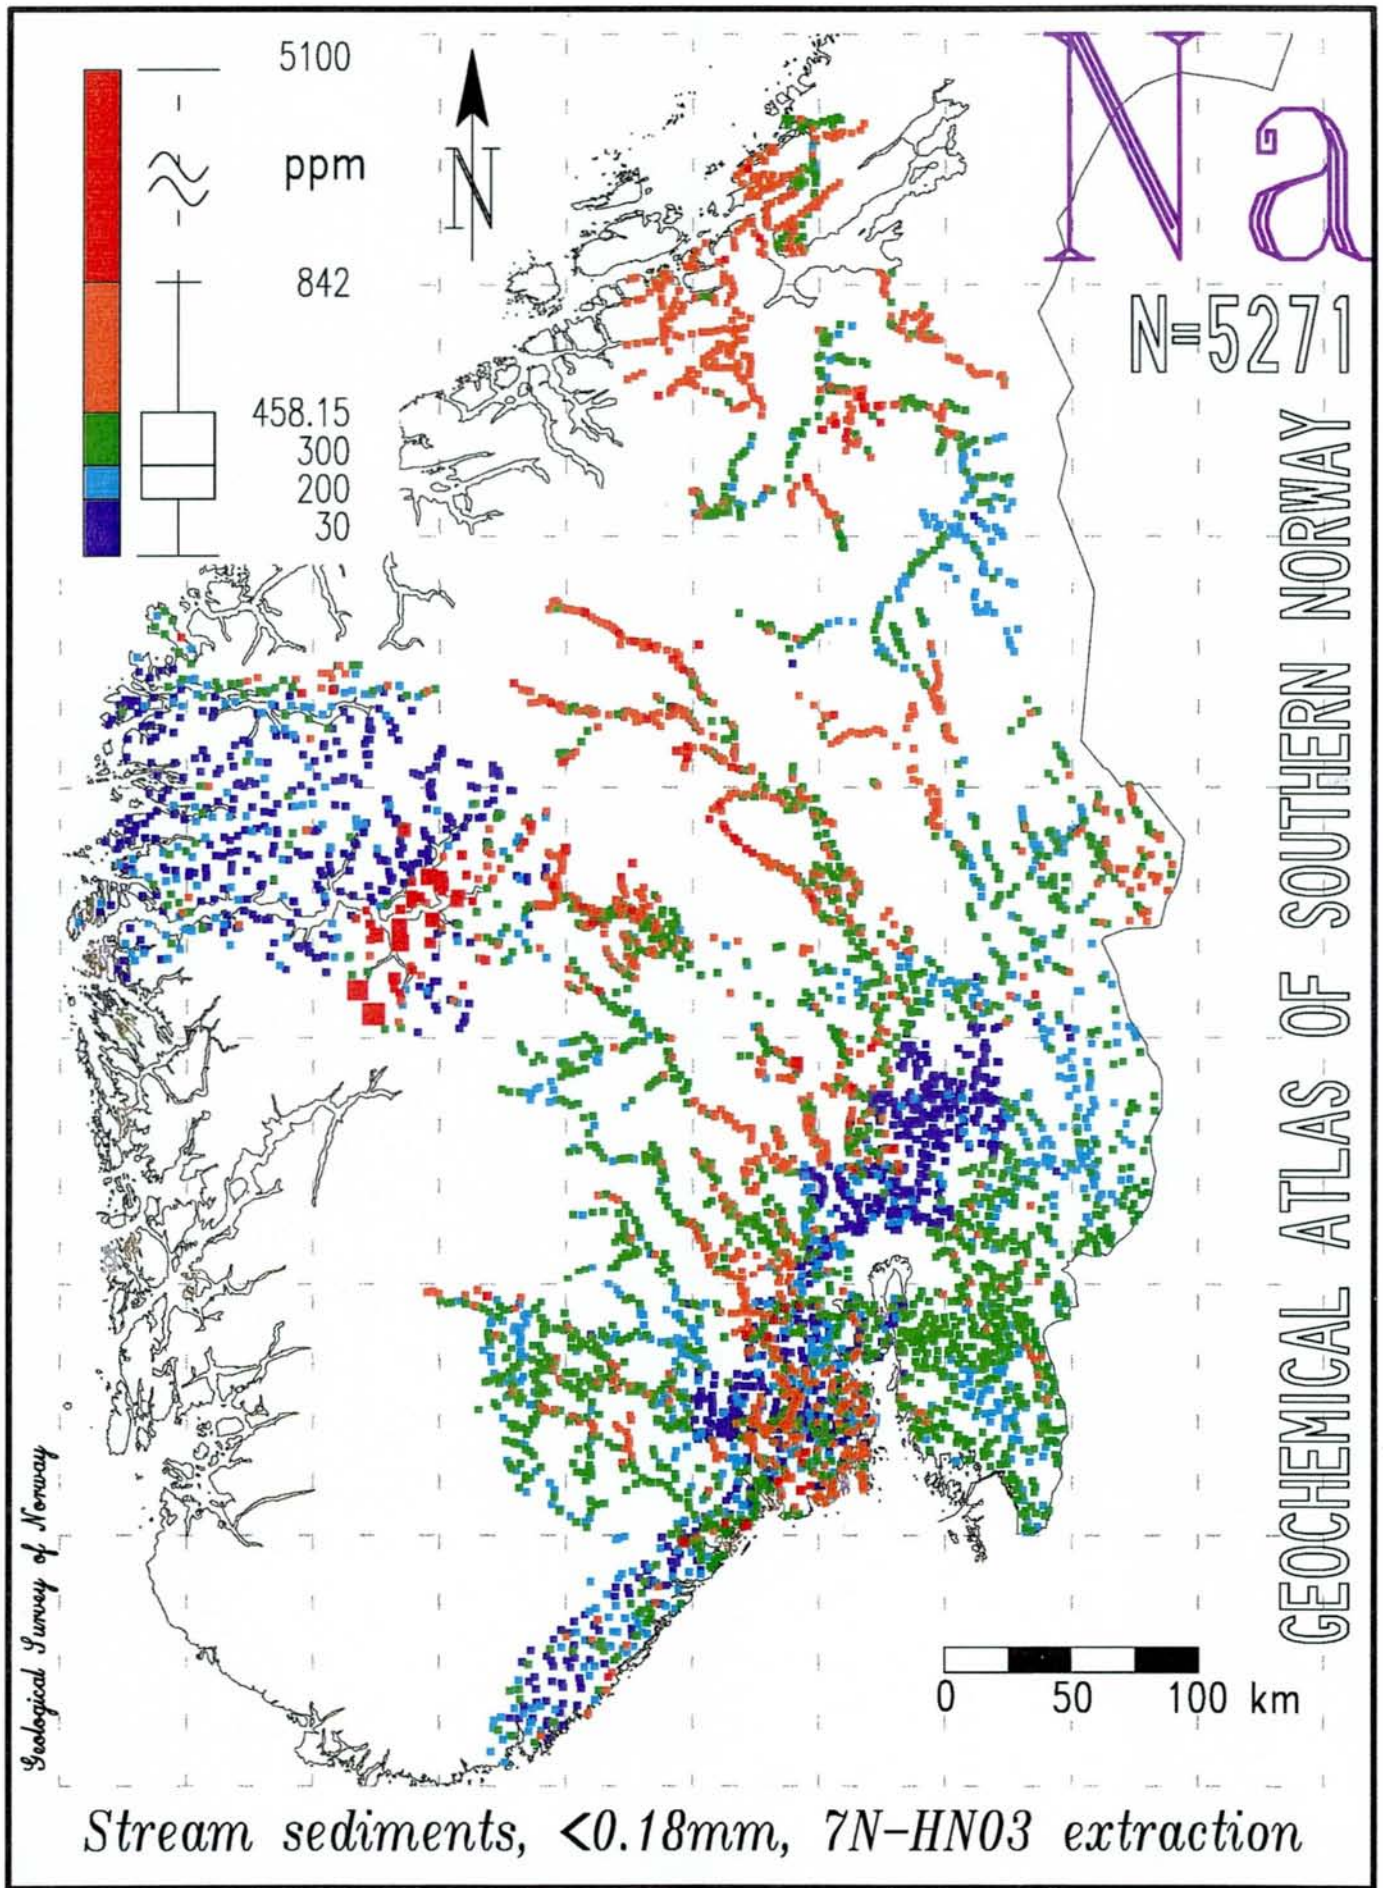 5100
ppm
842
458.15
300
200
30
N
Na
N=5271
GEOCHEMICAL ATLAS OF SOUTHERN NORWAY
Geological Survey of Norway
0 50 100 km
Stream sediments, <0.18mm, 7N-HNO3 extraction